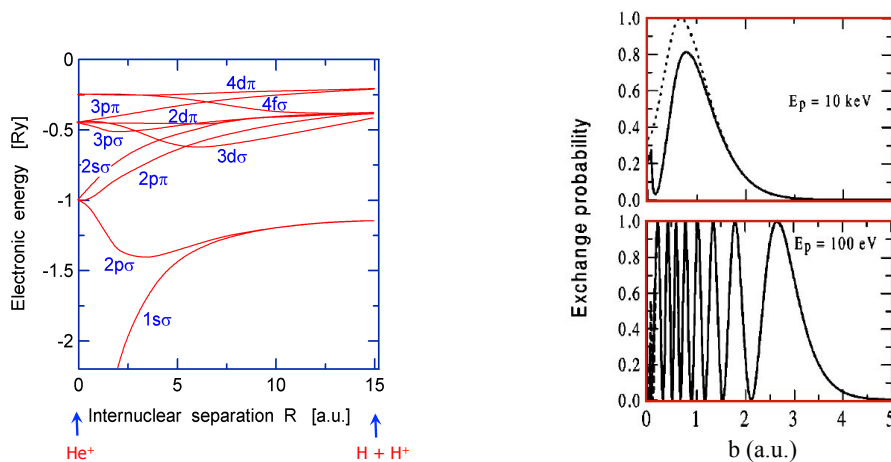 Electronic energy [Ry]
-0
-0.5
-1
-1.5
-2
4dπ
3pπ
4fσ
2dπ
3pσ
2sσ
3dσ
2pπ
2pσ
1sσ
0
5
10
15
Internuclear separation R [a.u.]
He⁺
H + H⁺
Exchange probability
1.0
0.8
0.6
0.4
0.2
0.0
E_P = 10 keV
1.0
0.8
0.6
0.4
0.2
0.0
E_P = 100 eV
0
1
2
3
4
5
b (a.u.)